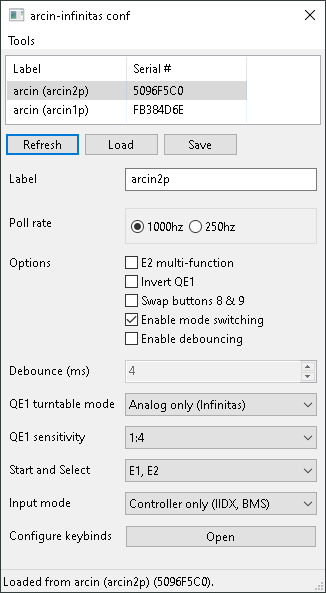 arcin-infinitas conf
Tools
Label Serial #
arcin (arcin2p) 5096F5C0
arcin (arcin1p) FB384D6E
Refresh Load Save
Label arcin2p
Poll rate 1000hz 250hz
Options E2 multi-function
Invert QE1
Swap buttons 8 & 9
Enable mode switching
Enable debouncing
Debounce (ms) 4
QE1 turntable mode Analog only (Infinitas)
QE1 sensitivity 1:4
Start and Select E1, E2
Input mode Controller only (IIDX, BMS)
Configure keybinds Open
Loaded from arcin (arcin2p) (5096F5C0).